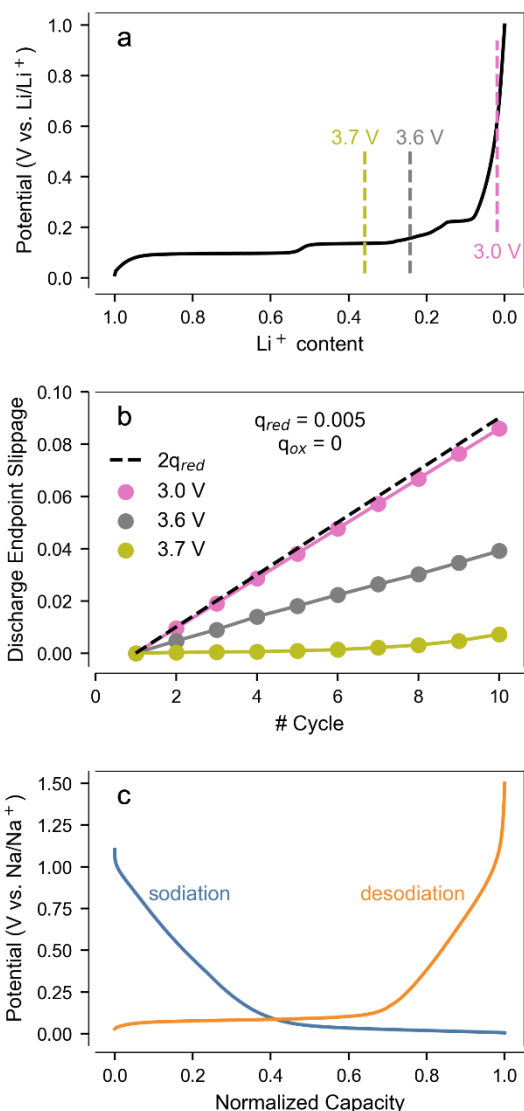 a
Potential (V vs. Li/Li⁺)
1.0
0.8
0.6
0.4
0.2
0.0
3.7 V
3.6 V
3.0 V
1.0 0.8 0.6 0.4 0.2 0.0
Li⁺ content
b
Discharge Endpoint Slippage
0.10
0.08
0.06
0.04
0.02
0.00
q_red = 0.005
q_ox = 0
2q_red
3.0 V
3.6 V
3.7 V
0 2 4 6 8 10
# Cycle
c
Potential (V vs. Na/Na⁺)
1.50
1.25
1.00
0.75
0.50
0.25
0.00
sodiation
desodiation
0.0 0.2 0.4 0.6 0.8 1.0
Normalized Capacity